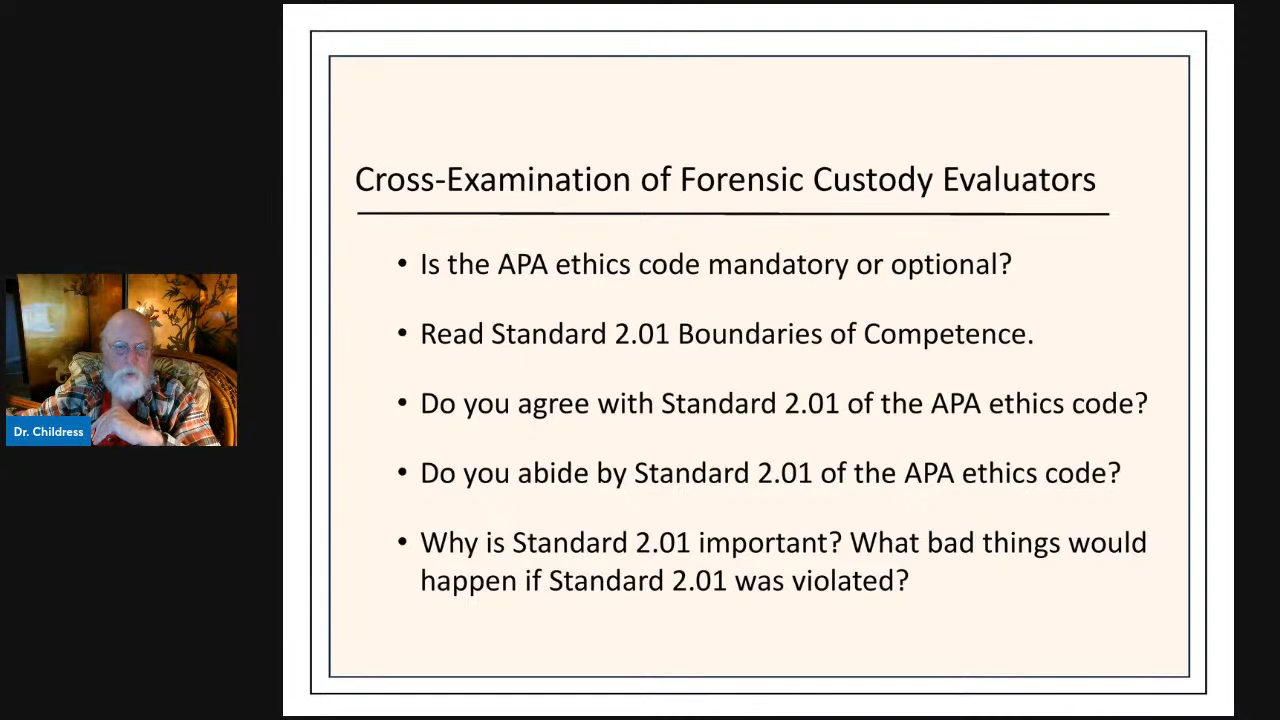 Cross-Examination of Forensic Custody Evaluators
• Is the APA ethics code mandatory or optional?
• Read Standard 2.01 Boundaries of Competence.
• Do you agree with Standard 2.01 of the APA ethics code?
• Do you abide by Standard 2.01 of the APA ethics code?
• Why is Standard 2.01 important? What bad things would
happen if Standard 2.01 was violated?
Dr. Childress